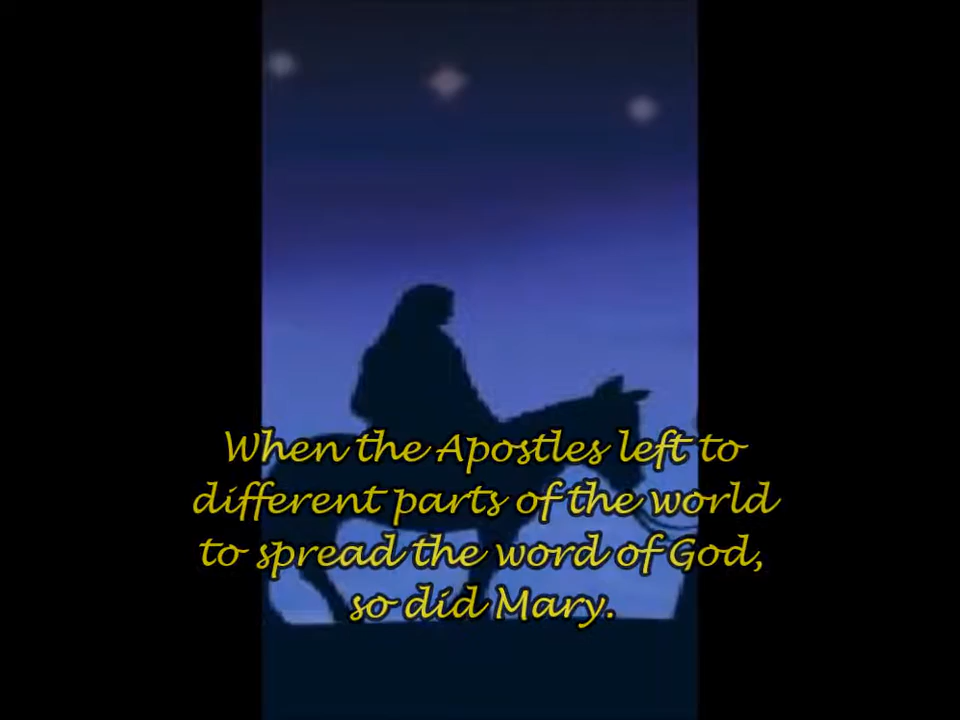 When the Apostles left to
different parts of the world
to spread the word of God,
so did Mary.